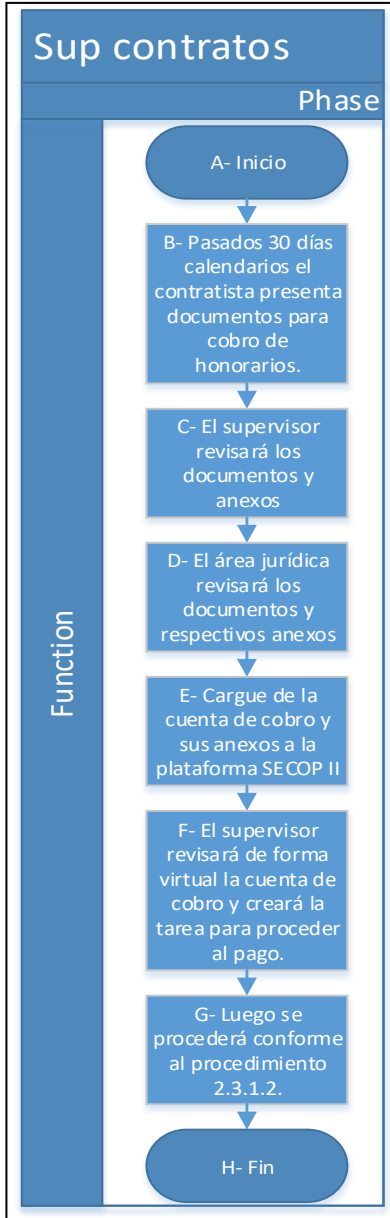 Sup contratos
Phase
Function
A- Inicio
B- Pasados 30 días
calendarios el
contratista presenta
documentos para
cobro de
honorarios.
C- El supervisor
revisará los
documentos y
anexos
D- El área jurídica
revisará los
documentos y
respectivos anexos
E- Cargue de la
cuenta de cobro y
sus anexos a la
plataforma SECOP II
F- El supervisor
revisará de forma
virtual la cuenta de
cobro y creará la
tarea para proceder
al pago.
G- Luego se
procederá conforme
al procedimiento
2.3.1.2.
H- Fin